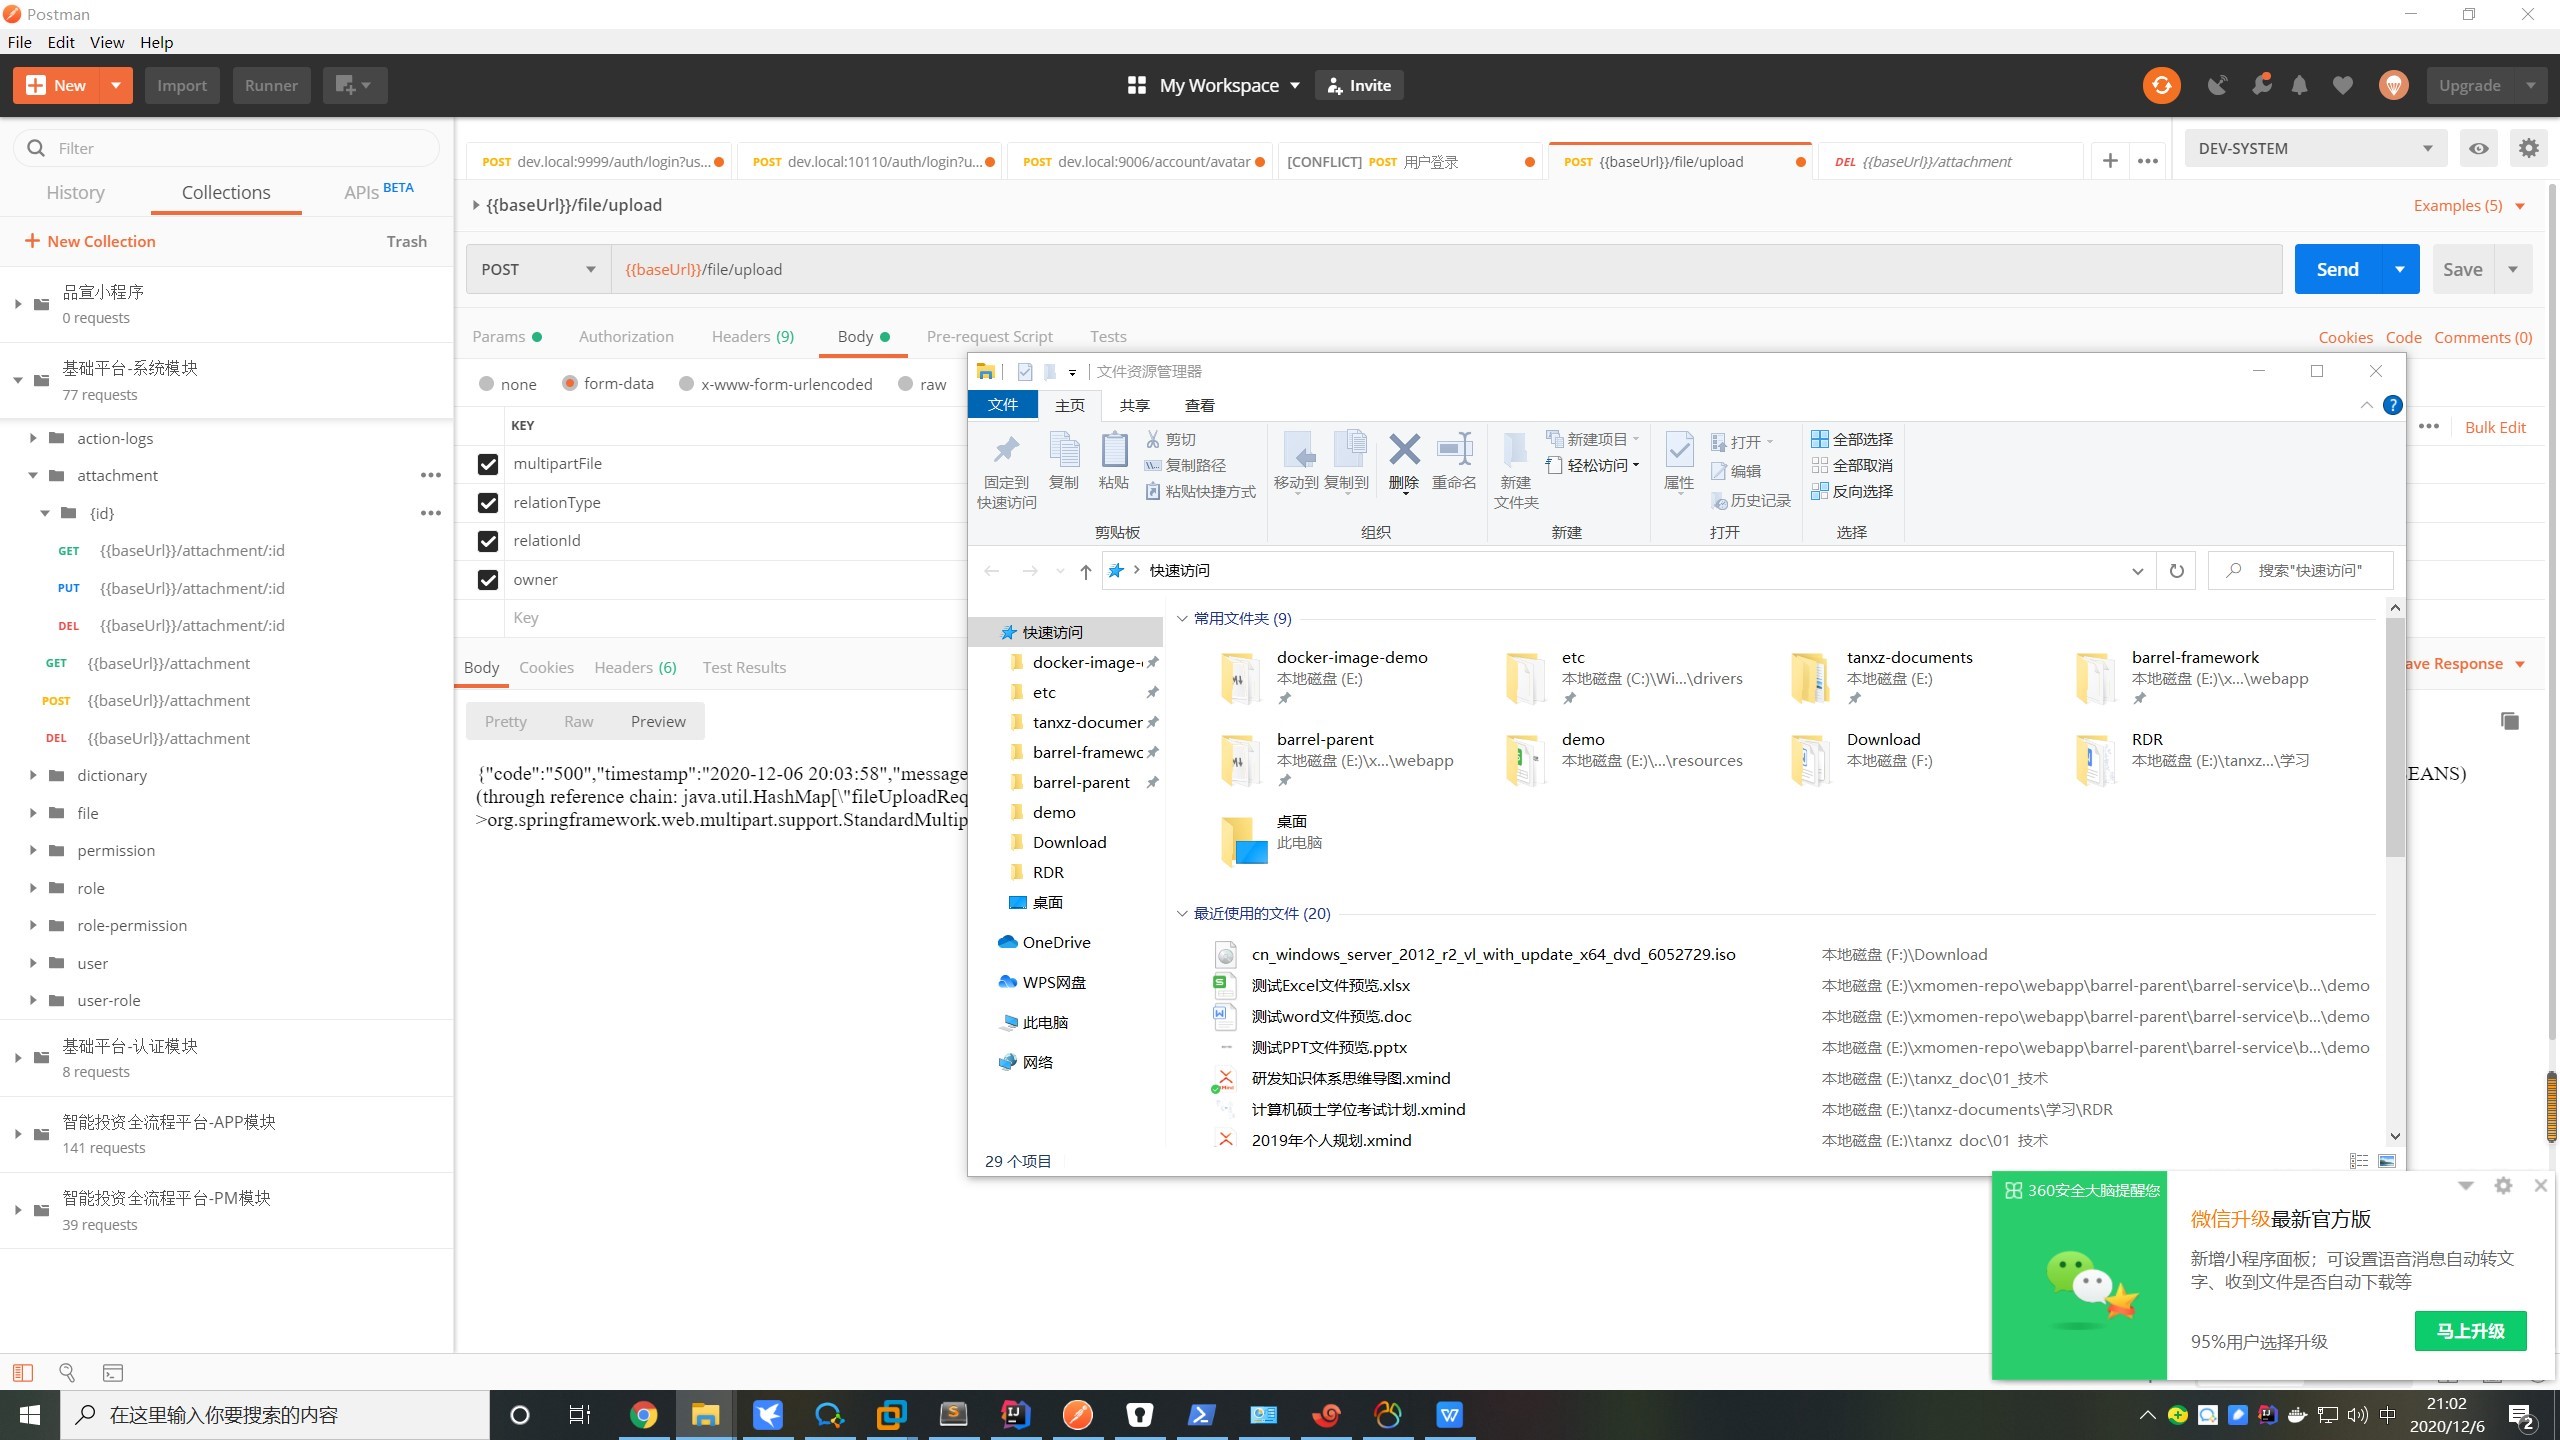 Postman
File Edit View Help
New Import Runner My Workspace Invite Upgrade
Filter
History Collections APIs BETA
New Collection Trash
品宣小程序
0 requests
基础平台-系统模块
77 requests
action-logs
attachment
{id}
GET {{baseUrl}}/attachment/:id
PUT {{baseUrl}}/attachment/:id
DEL {{baseUrl}}/attachment/:id
GET {{baseUrl}}/attachment
POST {{baseUrl}}/attachment
DEL {{baseUrl}}/attachment
dictionary
file
permission
role
role-permission
user
user-role
基础平台-认证模块
8 requests
智能投资全流程平台-APP模块
141 requests
智能投资全流程平台-PM模块
39 requests
POST dev.local:9999/auth/login?us... POST dev.local:10110/auth/login?u... POST dev.local:9006/account/avatar [CONFLICT] POST 用户登录 POST {{baseUrl}}/file/upload DEL {{baseUrl}}/attachment
DEV-SYSTEM
{{baseUrl}}/file/upload Examples (5)
POST {{baseUrl}}/file/upload Send Save
Params Authorization Headers (9) Body Pre-request Script Tests Cookies Code Comments (0)
none form-data x-www-form-urlencoded raw
KEY Bulk Edit
multipartFile
relationType
relationId
owner
Key
Body Cookies Headers (6) Test Results ave Response
Pretty Raw Preview
{"code":"500","timestamp":"2020-12-06 20:03:58","message EANS)
(through reference chain: java.util.HashMap[\"fileUploadReq
>org.springframework.web.multipart.support.StandardMultip
文件资源管理器
文件 主页 共享 查看
固定到
快速访问
复制
粘贴
剪切
复制路径
粘贴快捷方式
剪贴板
移动到 复制到 删除 重命名
组织
新建
文件夹
新建项目
轻松访问
新建
属性
打开
编辑
历史记录
打开
全部选择
全部取消
反向选择
选择
快速访问 搜索"快速访问"
快速访问
docker-image-
etc
tanxz-documer
barrel-framewc
barrel-parent
demo
Download
RDR
桌面
OneDrive
WPS网盘
此电脑
网络
常用文件夹 (9)
docker-image-demo
本地磁盘 (E:)
etc
本地磁盘 (C:)\Wi...\drivers
tanxz-documents
本地磁盘 (E:)
barrel-framework
本地磁盘 (E:)\x...\webapp
barrel-parent
本地磁盘 (E:)\x...\webapp
demo
本地磁盘 (E:)\...\resources
Download
本地磁盘 (F:)
RDR
本地磁盘 (E:)\tanxz...\学习
桌面
此电脑
最近使用的文件 (20)
cn_windows_server_2012_r2_vl_with_update_x64_dvd_6052729.iso 本地磁盘 (F:)\Download
测试Excel文件预览.xlsx 本地磁盘 (E:)\xmomen-repo\webapp\barrel-parent\barrel-service\b...\demo
测试word文件预览.doc 本地磁盘 (E:)\xmomen-repo\webapp\barrel-parent\barrel-service\b...\demo
测试PPT文件预览.pptx 本地磁盘 (E:)\xmomen-repo\webapp\barrel-parent\barrel-service\b...\demo
研发知识体系思维导图.xmind 本地磁盘 (E:)\tanxz_doc\01_技术
计算机硕士学位考试计划.xmind 本地磁盘 (E:)\tanxz-documents\学习\RDR
2019年个人规划.xmind 本地磁盘 (E:)\tanxz_doc\01_技术
29 个项目
360安全大脑提醒您
微信升级最新官方版
新增小程序面板；可设置语音消息自动转文
字、收到文件是否自动下载等
95%用户选择升级 马上升级
在这里输入你要搜索的内容
中
21:02
2020/12/6
2